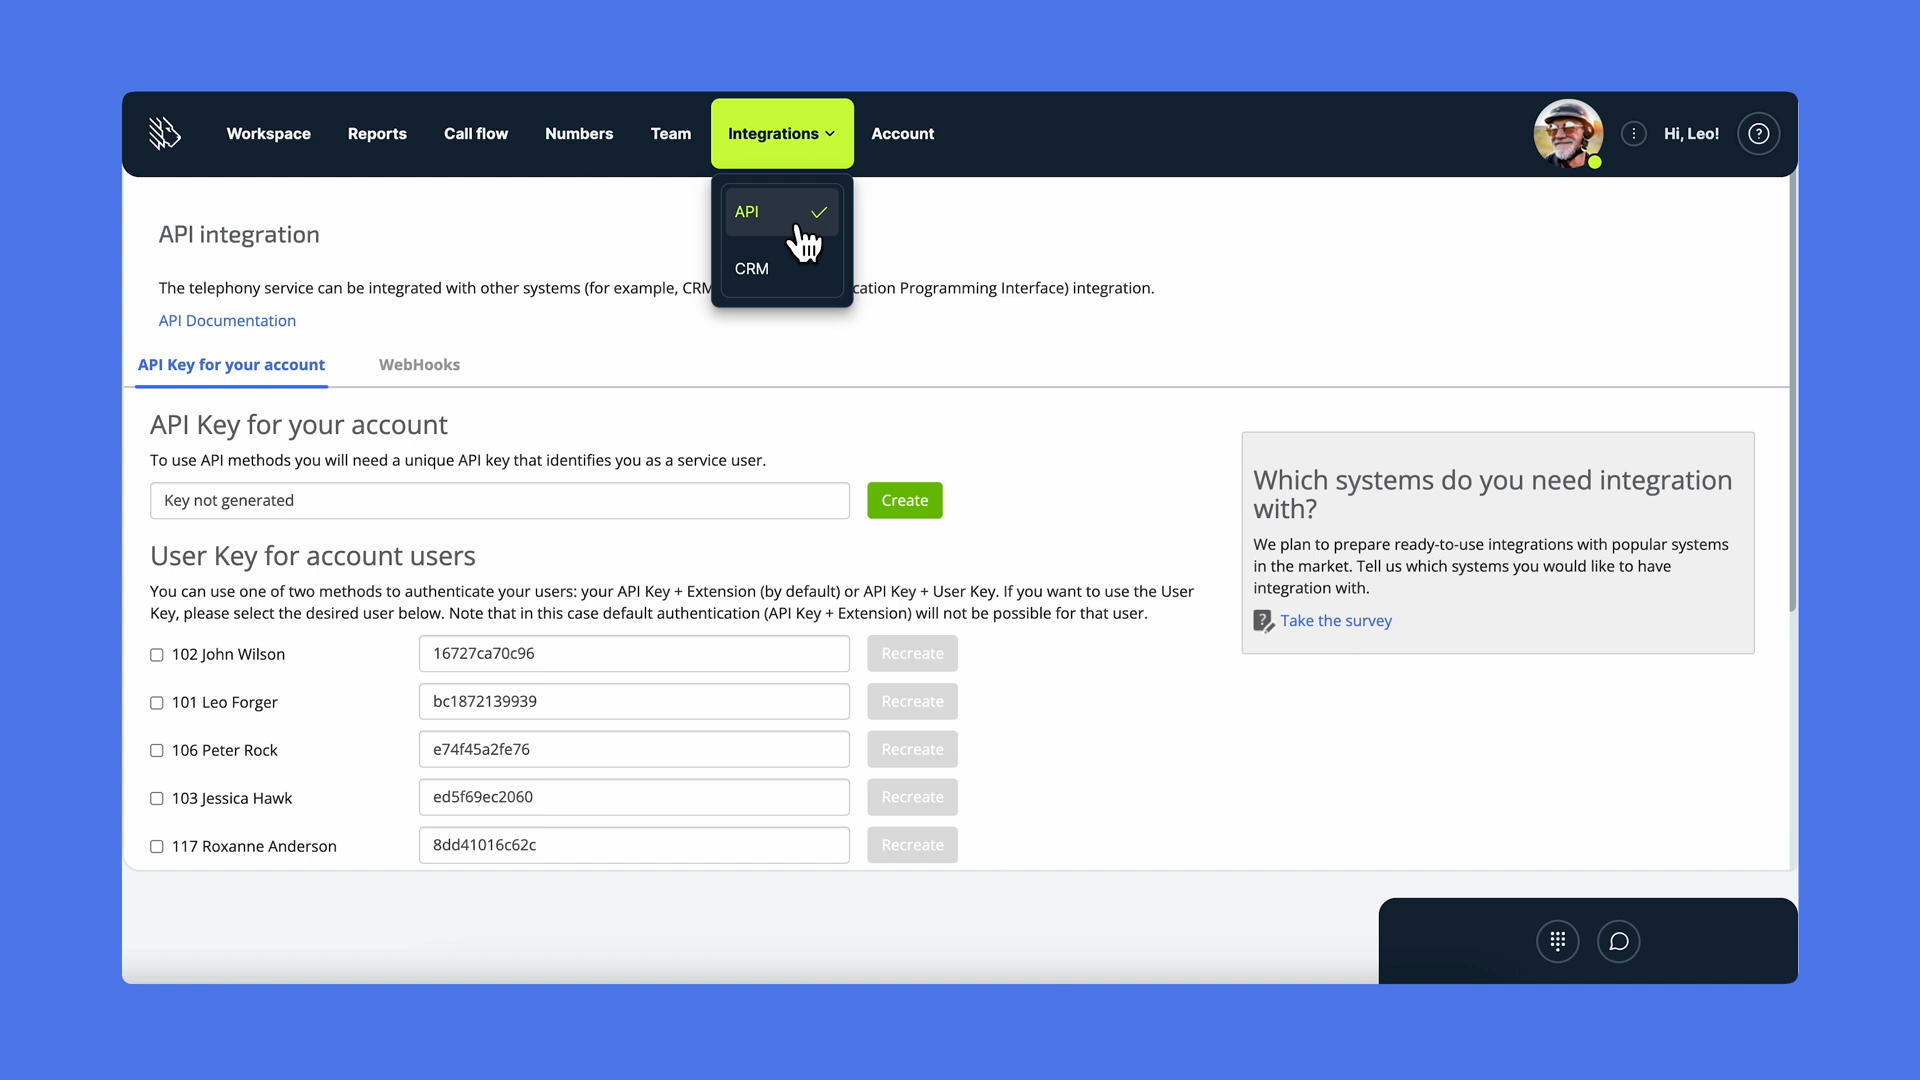 Workspace
Reports
Call flow
Numbers
Team
Integrations
Account
Hi, Leo!
?
API
CRM
API integration
The telephony service can be integrated with other systems (for example, CRM
cation Programming Interface) integration.
API Documentation
API Key for your account
WebHooks
API Key for your account
To use API methods you will need a unique API key that identifies you as a service user.
Key not generated
Create
User Key for account users
You can use one of two methods to authenticate your users: your API Key + Extension (by default) or API Key + User Key. If you want to use the User
Key, please select the desired user below. Note that in this case default authentication (API Key + Extension) will not be possible for that user.
102 John Wilson
16727ca70c96
Recreate
101 Leo Forger
bc1872139939
Recreate
106 Peter Rock
e74f45a2fe76
Recreate
103 Jessica Hawk
ed5f69ec2060
Recreate
117 Roxanne Anderson
8dd41016c62c
Recreate
Which systems do you need integration
with?
We plan to prepare ready-to-use integrations with popular systems
in the market. Tell us which systems you would like to have
integration with.
Take the survey